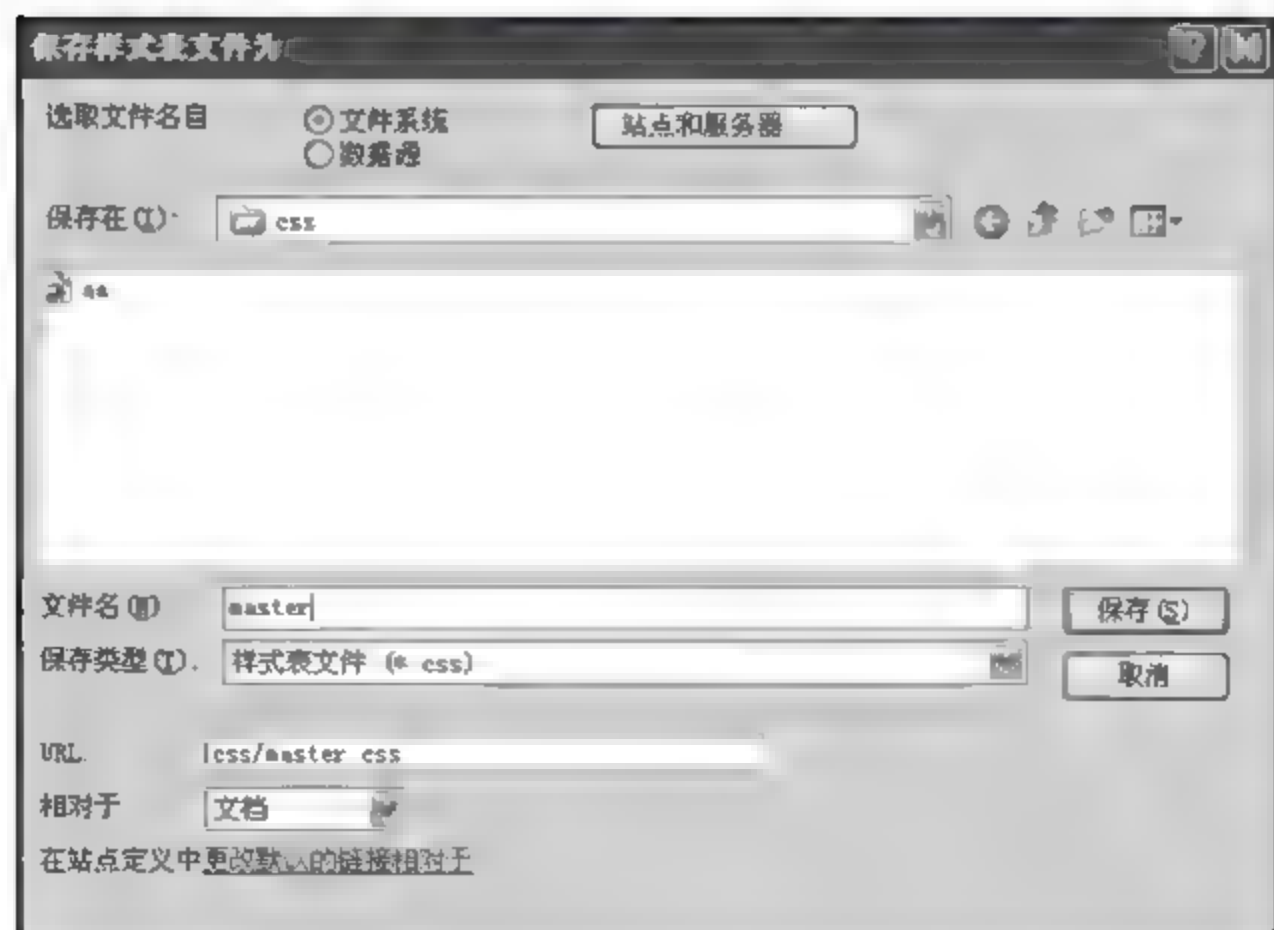 保存样式表文件为
选取文件名自
文件系统
站点和服务器
数据源
保存在(I):
css
aa
文件名(N)
master
保存(S)
保存类型(T).
样式表文件 (* css)
取消
URL.
css/master css
相对于
文档
在站点定义中更改默认的链接相对于